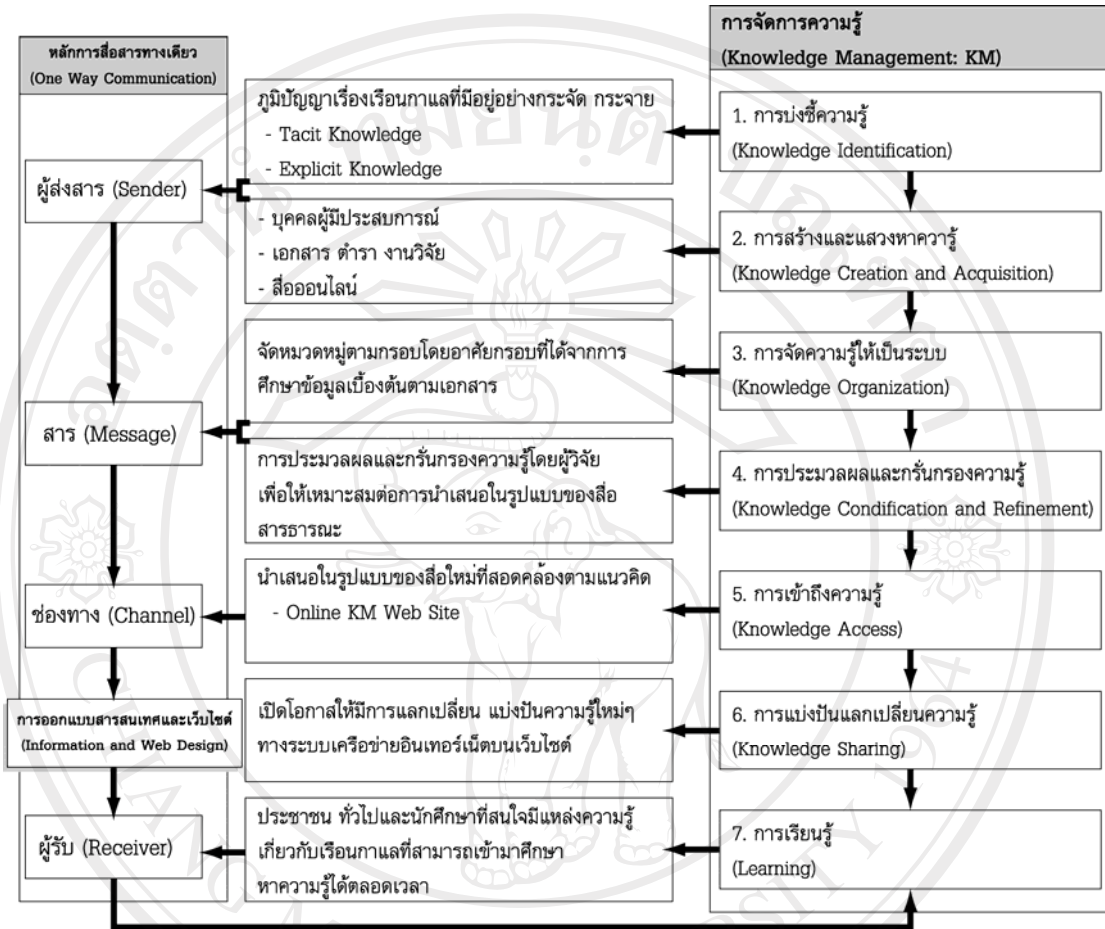 หลักการสื่อสารทางเดียว
(One Way Communication)
ผู้ส่งสาร (Sender)
สาร (Message)
ช่องทาง (Channel)
การออกแบบสารสนเทศและเว็บไซต์
(Information and Web Design)
ผู้รับ (Receiver)
ภูมิปัญญาเรื่องเรือนกาแลที่มีอยู่อย่างกระจัด กระจาย
- Tacit Knowledge
- Explicit Knowledge
- บุคคลผู้มีประสบการณ์
- เอกสาร ตำรา งานวิจัย
- สื่อออนไลน์
จัดหมวดหมู่ตามกรอบโดยอาศัยกรอบที่ได้จากการ
ศึกษาข้อมูลเบื้องต้นตามเอกสาร
การประมวลผลและกรั่นกรองความรู้โดยผู้วิจัย
เพื่อให้เหมาะสมต่อการนำเสนอในรูปแบบของสื่อ
สารธารณะ
นำเสนอในรูปแบบของสื่อใหม่ที่สอดคล้องตามแนวคิด
- Online KM Web Site
เปิดโอกาสให้มีการแลกเปลี่ยน แบ่งปันความรู้ใหม่ๆ
ทางระบบเครือข่ายอินเทอร์เน็ตบนเว็บไซต์
ประชาชน ทั่วไปและนักศึกษาที่สนใจมีแหล่งความรู้
เกี่ยวกับเรือนกาแลที่สามารถเข้ามาศึกษา
หาความรู้ได้ตลอดเวลา
การจัดการความรู้
(Knowledge Management: KM)
1. การบ่งชี้ความรู้
(Knowledge Identification)
2. การสร้างและแสวงหาความรู้
(Knowledge Creation and Acquisition)
3. การจัดความรู้ให้เป็นระบบ
(Knowledge Organization)
4. การประมวลผลและกรั่นกรองความรู้
(Knowledge Condification and Refinement)
5. การเข้าถึงความรู้
(Knowledge Access)
6. การแบ่งปันแลกเปลี่ยนความรู้
(Knowledge Sharing)
7. การเรียนรู้
(Learning)